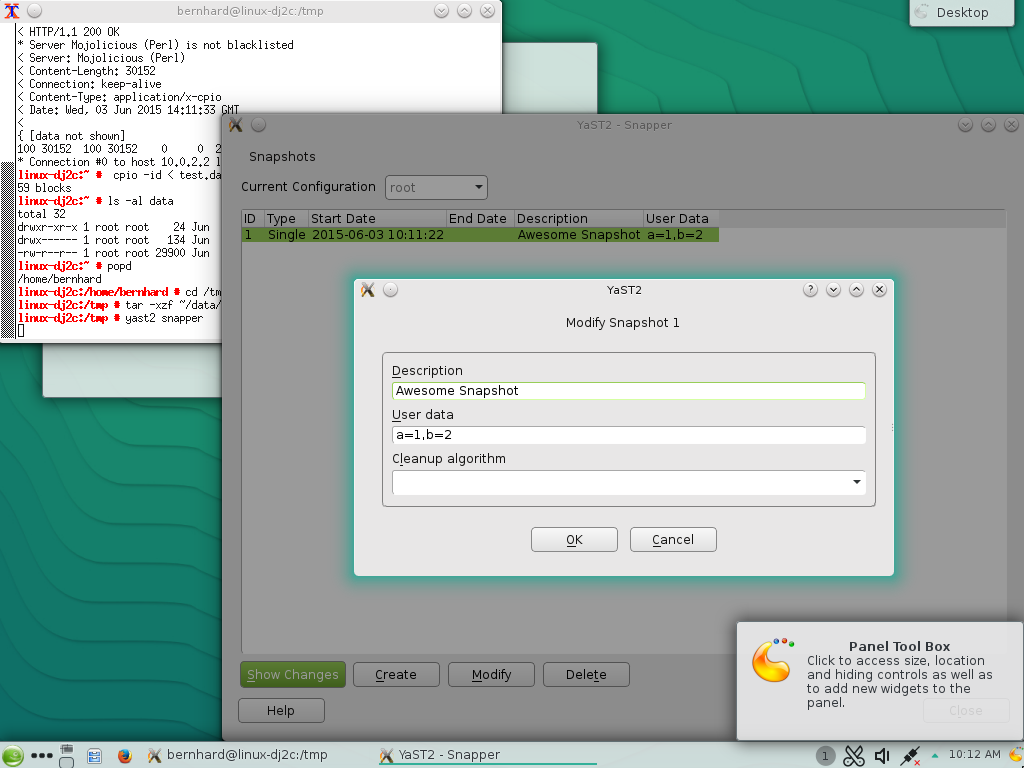 bernhard@linux-dj2c:/tmp
< HTTP/1.1 200 OK
* Server Mojolicious (Perl) is not blacklisted
< Server: Mojolicious (Perl)
< Content-Length: 30152
< Connection: keep-alive
< Content-Type: application/x-cpio
< Date: Wed, 03 Jun 2015 14:11:33 GMT
<
{ [data not shown]
100 30152 100 30152 0 0 2
* Connection #0 to host 10.0.2.2 l
linux-dj2c:~ # cpio -id < test.da
59 blocks
linux-dj2c:~ # ls -al data
total 32
drwxr-xr-x 1 root root 24 Jun
drwx------ 1 root root 134 Jun
-rw-r--r-- 1 root root 29900 Jun
linux-dj2c:~ # popd
/home/bernhard
linux-dj2c:/home/bernhard # cd /tm
linux-dj2c:/tmp # tar -xzf ~/data/
linux-dj2c:/tmp # yast2 snapper
Desktop
YaST2 - Snapper
Snapshots
Current Configuration root
ID Type Start Date End Date Description User Data
1 Single 2015-06-03 10:11:22 Awesome Snapshot a=1,b=2
YaST2
?
Modify Snapshot 1
Description
Awesome Snapshot
User data
a=1,b=2
Cleanup algorithm
OK Cancel
Show Changes Create Modify Delete
Help
Close
Panel Tool Box
Click to access size, location
and hiding controls as well as
to add new widgets to the
panel.
bernhard@linux-dj2c:/tmp YaST2 - Snapper 1 10:12 AM